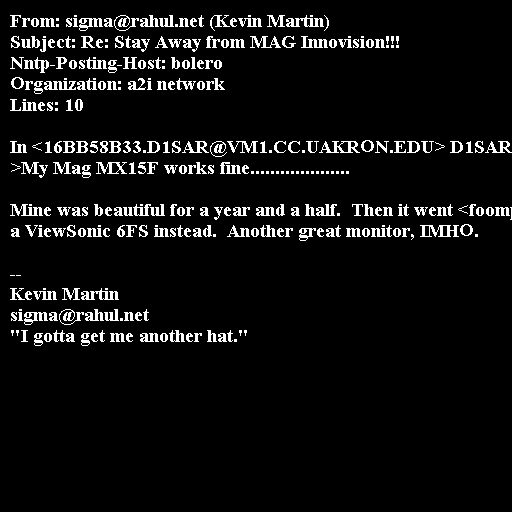 From: sigma@rahul.net (Kevin Martin)
Subject: Re: Stay Away from MAG Innovision!!!
Nntp-Posting-Host: bolero
Organization: a2i network
Lines: 10

In <16BB58B33.D1SAR@VM1.CC.UAKRON.EDU> D1SAR
>My Mag MX15F works fine....................

Mine was beautiful for a year and a half.  Then it went <foom
a ViewSonic 6FS instead.  Another great monitor, IMHO.

--
Kevin Martin
sigma@rahul.net
"I gotta get me another hat."